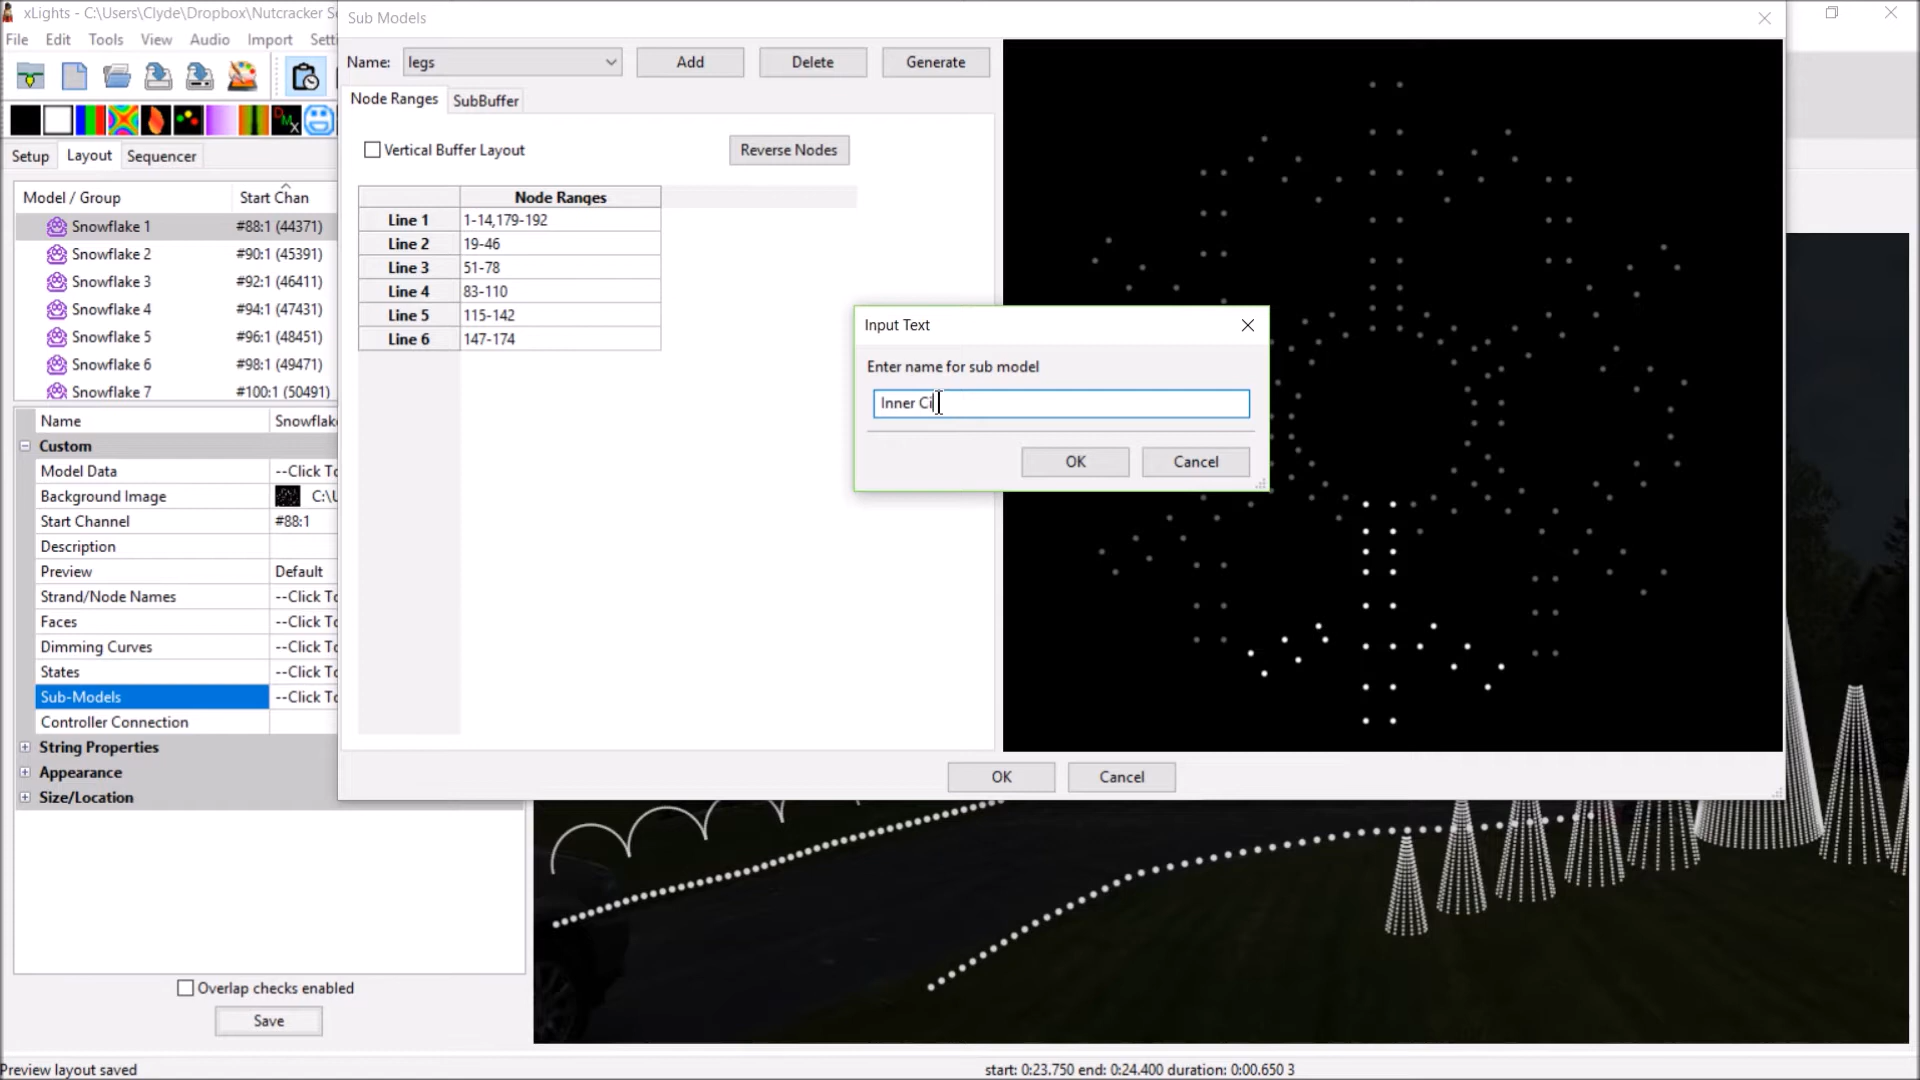 xLights - C:\Users\Clyde\Dropbox\Nutcracker S
Sub Models
File Edit Tools View Audio Import Setti
Name: legs Add Delete Generate
Node Ranges SubBuffer
Vertical Buffer Layout Reverse Nodes
Setup Layout Sequencer
Model / Group Start Chan
Snowflake 1 #88:1 (44371)
Snowflake 2 #90:1 (45391)
Snowflake 3 #92:1 (46411)
Snowflake 4 #94:1 (47431)
Snowflake 5 #96:1 (48451)
Snowflake 6 #98:1 (49471)
Snowflake 7 #100:1 (50491)
Node Ranges
Line 1 1-14,179-192
Line 2 19-46
Line 3 51-78
Line 4 83-110
Line 5 115-142
Line 6 147-174
Input Text
Enter name for sub model
Inner Ci
OK Cancel
Name Snowflak
Custom
Model Data --Click To
Background Image C:\U
Start Channel #88:1
Description
Preview Default
Strand/Node Names --Click To
Faces --Click To
Dimming Curves --Click To
States --Click To
Sub-Models --Click To
Controller Connection
String Properties
Appearance
Size/Location
OK Cancel
Overlap checks enabled
Save
Preview layout saved
start: 0:23.750 end: 0:24.400 duration: 0:00.650 3